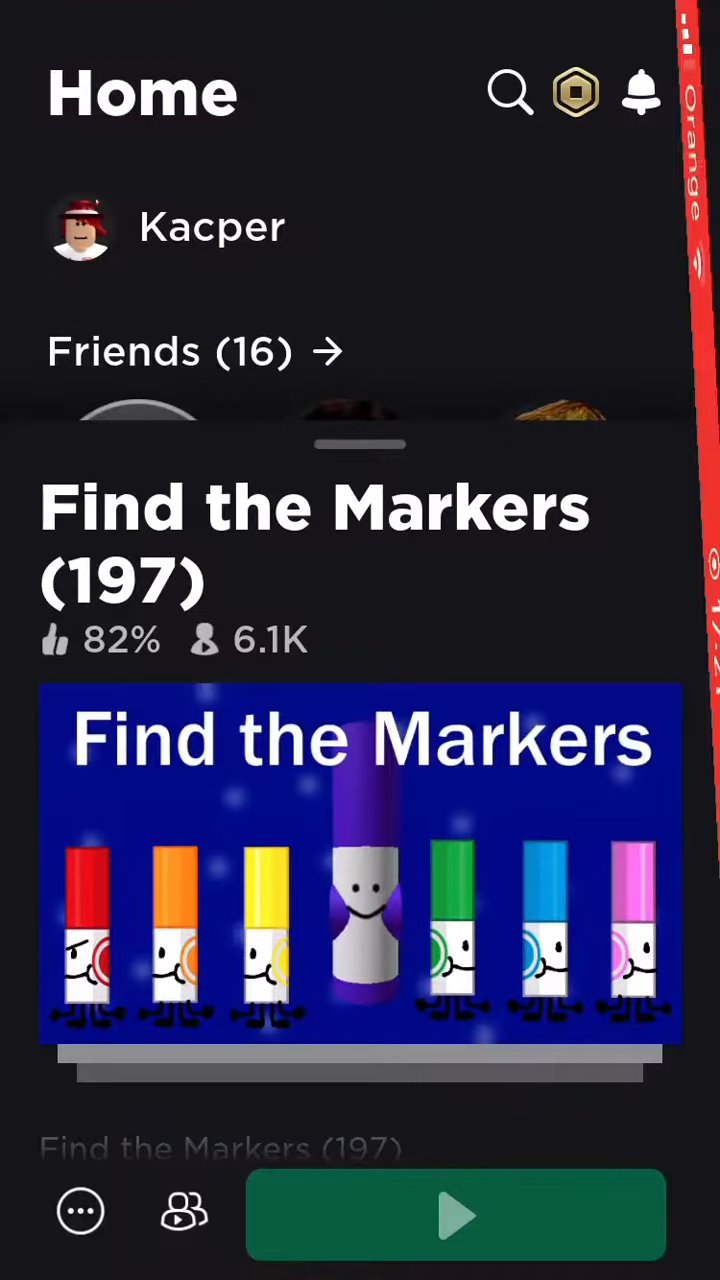 Home
Orange
Kacper
Friends (16) →
Find the Markers
(197)
82% 6.1K
Find the Markers
Find the Markers (197)